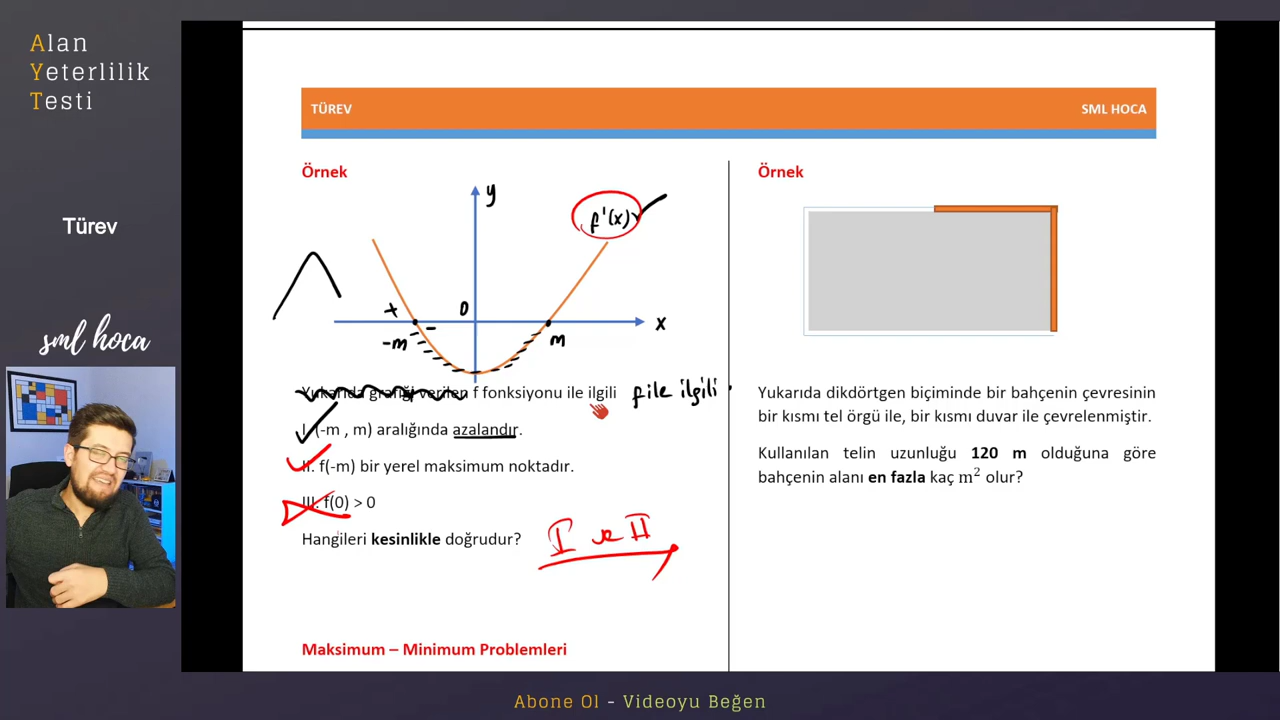 Alan
Yeterlilik
Testi
Türev
sml hoca
TÜREV
SML HOCA
Örnek
y
f'(x)
+
0
-
-m
m
x
Yukarıda grafiği verilen f fonksiyonu ile ilgili f ile ilgili
I. (-m , m) aralığında azalandır.
II. f(-m) bir yerel maksimum noktadır.
III. f(0) > 0
Hangileri kesinlikle doğrudur?
I ve II
Maksimum – Minimum Problemleri
Örnek
Yukarıda dikdörtgen biçiminde bir bahçenin çevresinin
bir kısmı tel örgü ile, bir kısmı duvar ile çevrelenmiştir.
Kullanılan telin uzunluğu 120 m olduğuna göre
bahçenin alanı en fazla kaç m² olur?
Abone Ol - Videoyu Beğen